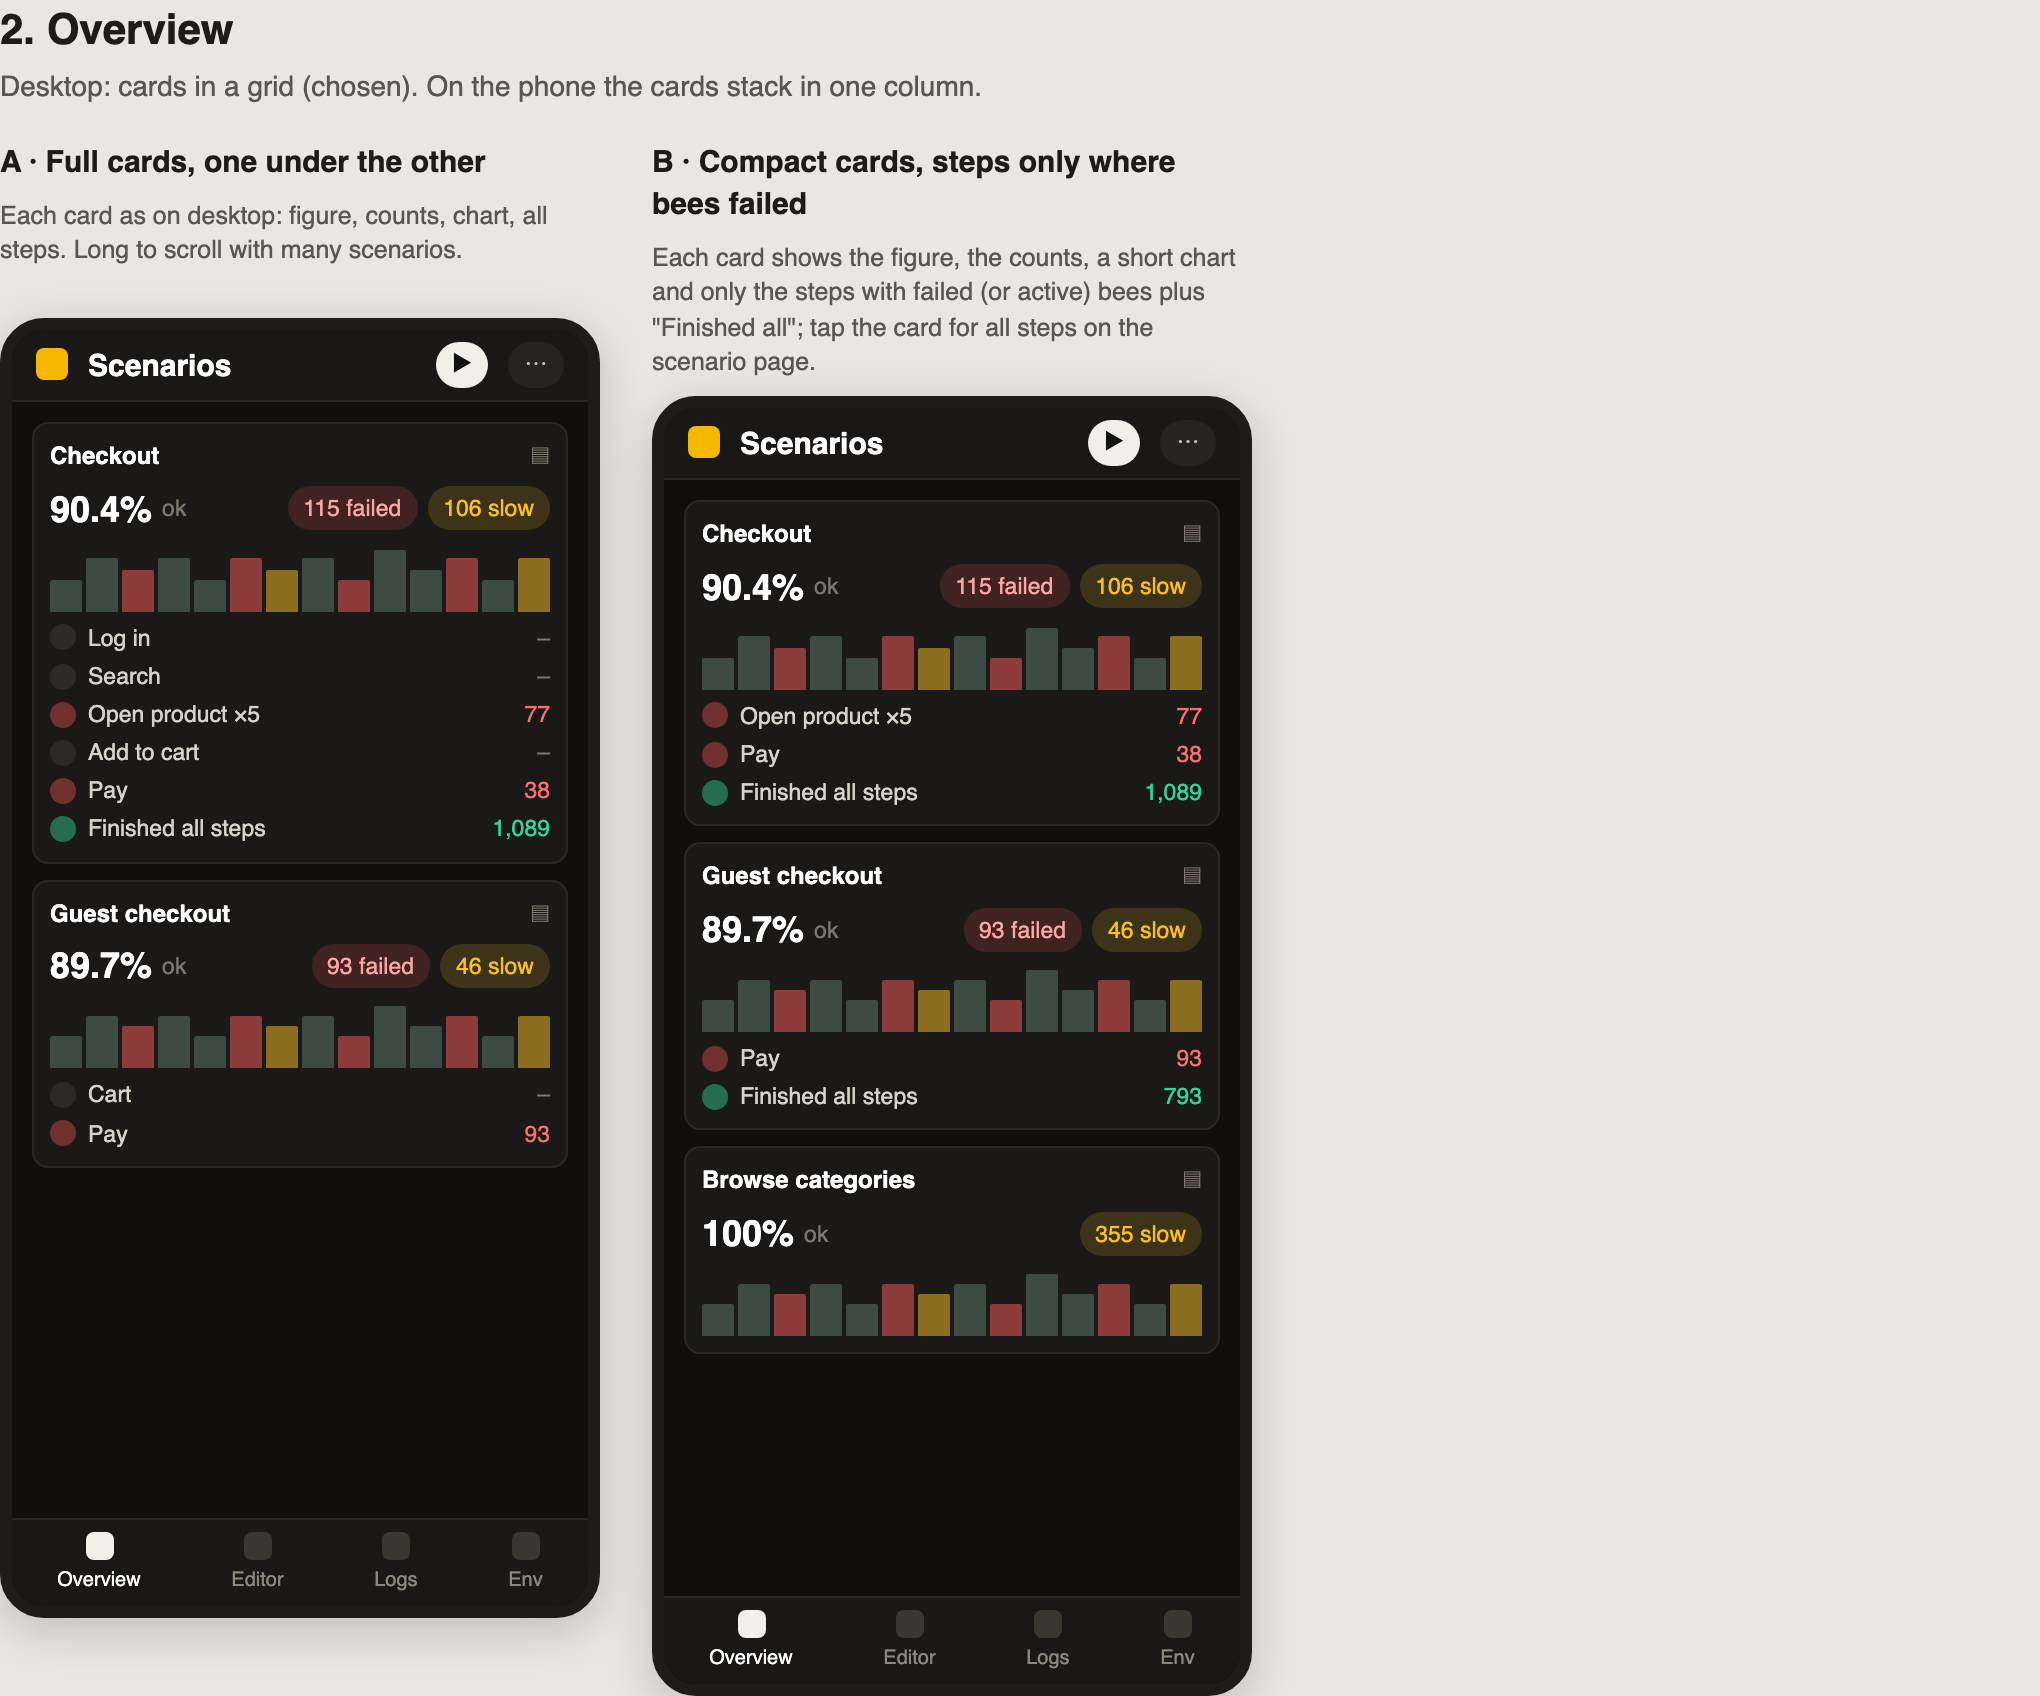 2. Overview
Desktop: cards in a grid (chosen). On the phone the cards stack in one column.
A · Full cards, one under the other
Each card as on desktop: figure, counts, chart, all
steps. Long to scroll with many scenarios.
Scenarios
Checkout
90.4% ok 115 failed 106 slow
Log in –
Search –
Open product ×5 77
Add to cart –
Pay 38
Finished all steps 1,089
Guest checkout
89.7% ok 93 failed 46 slow
Cart –
Pay 93
Overview Editor Logs Env
B · Compact cards, steps only where
bees failed
Each card shows the figure, the counts, a short chart
and only the steps with failed (or active) bees plus
"Finished all"; tap the card for all steps on the
scenario page.
Scenarios
Checkout
90.4% ok 115 failed 106 slow
Open product ×5 77
Pay 38
Finished all steps 1,089
Guest checkout
89.7% ok 93 failed 46 slow
Pay 93
Finished all steps 793
Browse categories
100% ok 355 slow
Overview Editor Logs Env